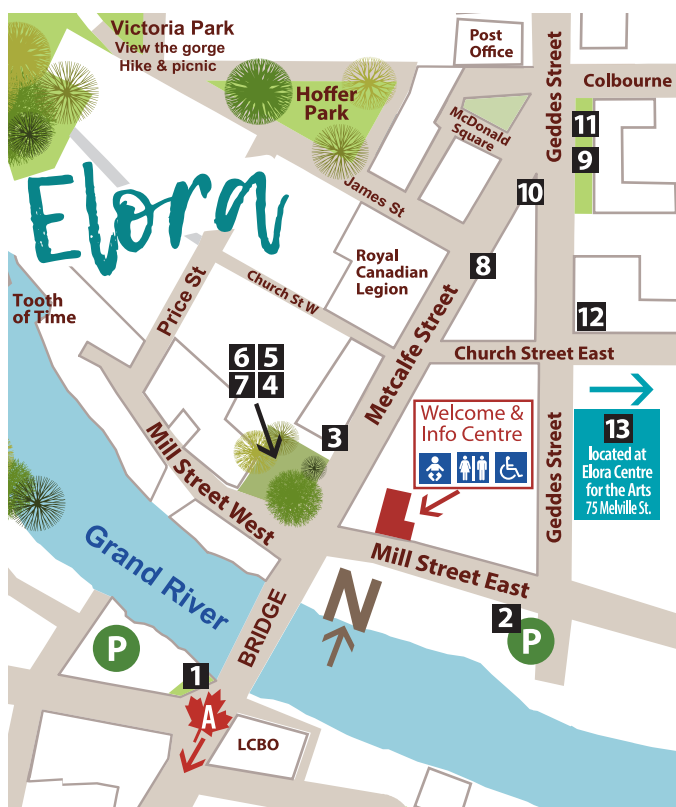 Victoria Park
View the gorge
Hike & picnic
Post
Office
Geddes Street
Colbourne
Hoffer
Park
McDonald
Square
11
9
10
James St
Elora
Royal
Canadian
Legion
8
Tooth
of Time
Price St
Church St W
Metcalfe Street
12
Church Street East
6 5
7 4
3
Welcome &
Info Centre
13
located at
Elora Centre
for the Arts
75 Melville St.
Geddes Street
Mill Street West
Mill Street East
Grand River
BRIDGE
N
2
P
P
1
A
LCBO